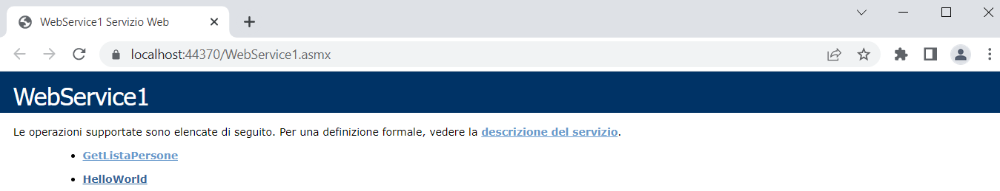 WebService1 Servizio Web
localhost:44370/WebService1.asmx
WebService1
Le operazioni supportate sono elencate di seguito. Per una definizione formale, vedere la descrizione del servizio.
GetListaPersone
HelloWorld